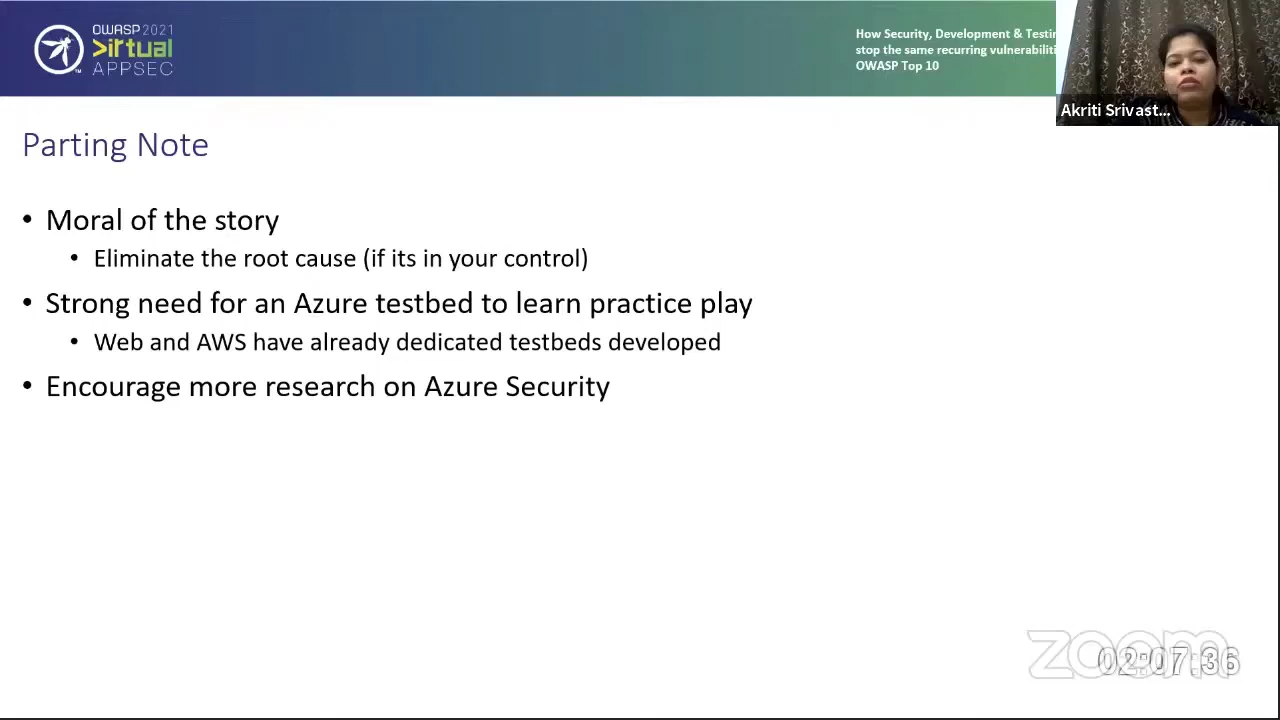 OWASP 2021
Virtual
APPSEC
How Security, Development & Testin
stop the same recurring vulnerabiliti
OWASP Top 10
Akriti Srivast...
Parting Note
• Moral of the story
• Eliminate the root cause (if its in your control)
• Strong need for an Azure testbed to learn practice play
• Web and AWS have already dedicated testbeds developed
• Encourage more research on Azure Security
zoom
02:07:36